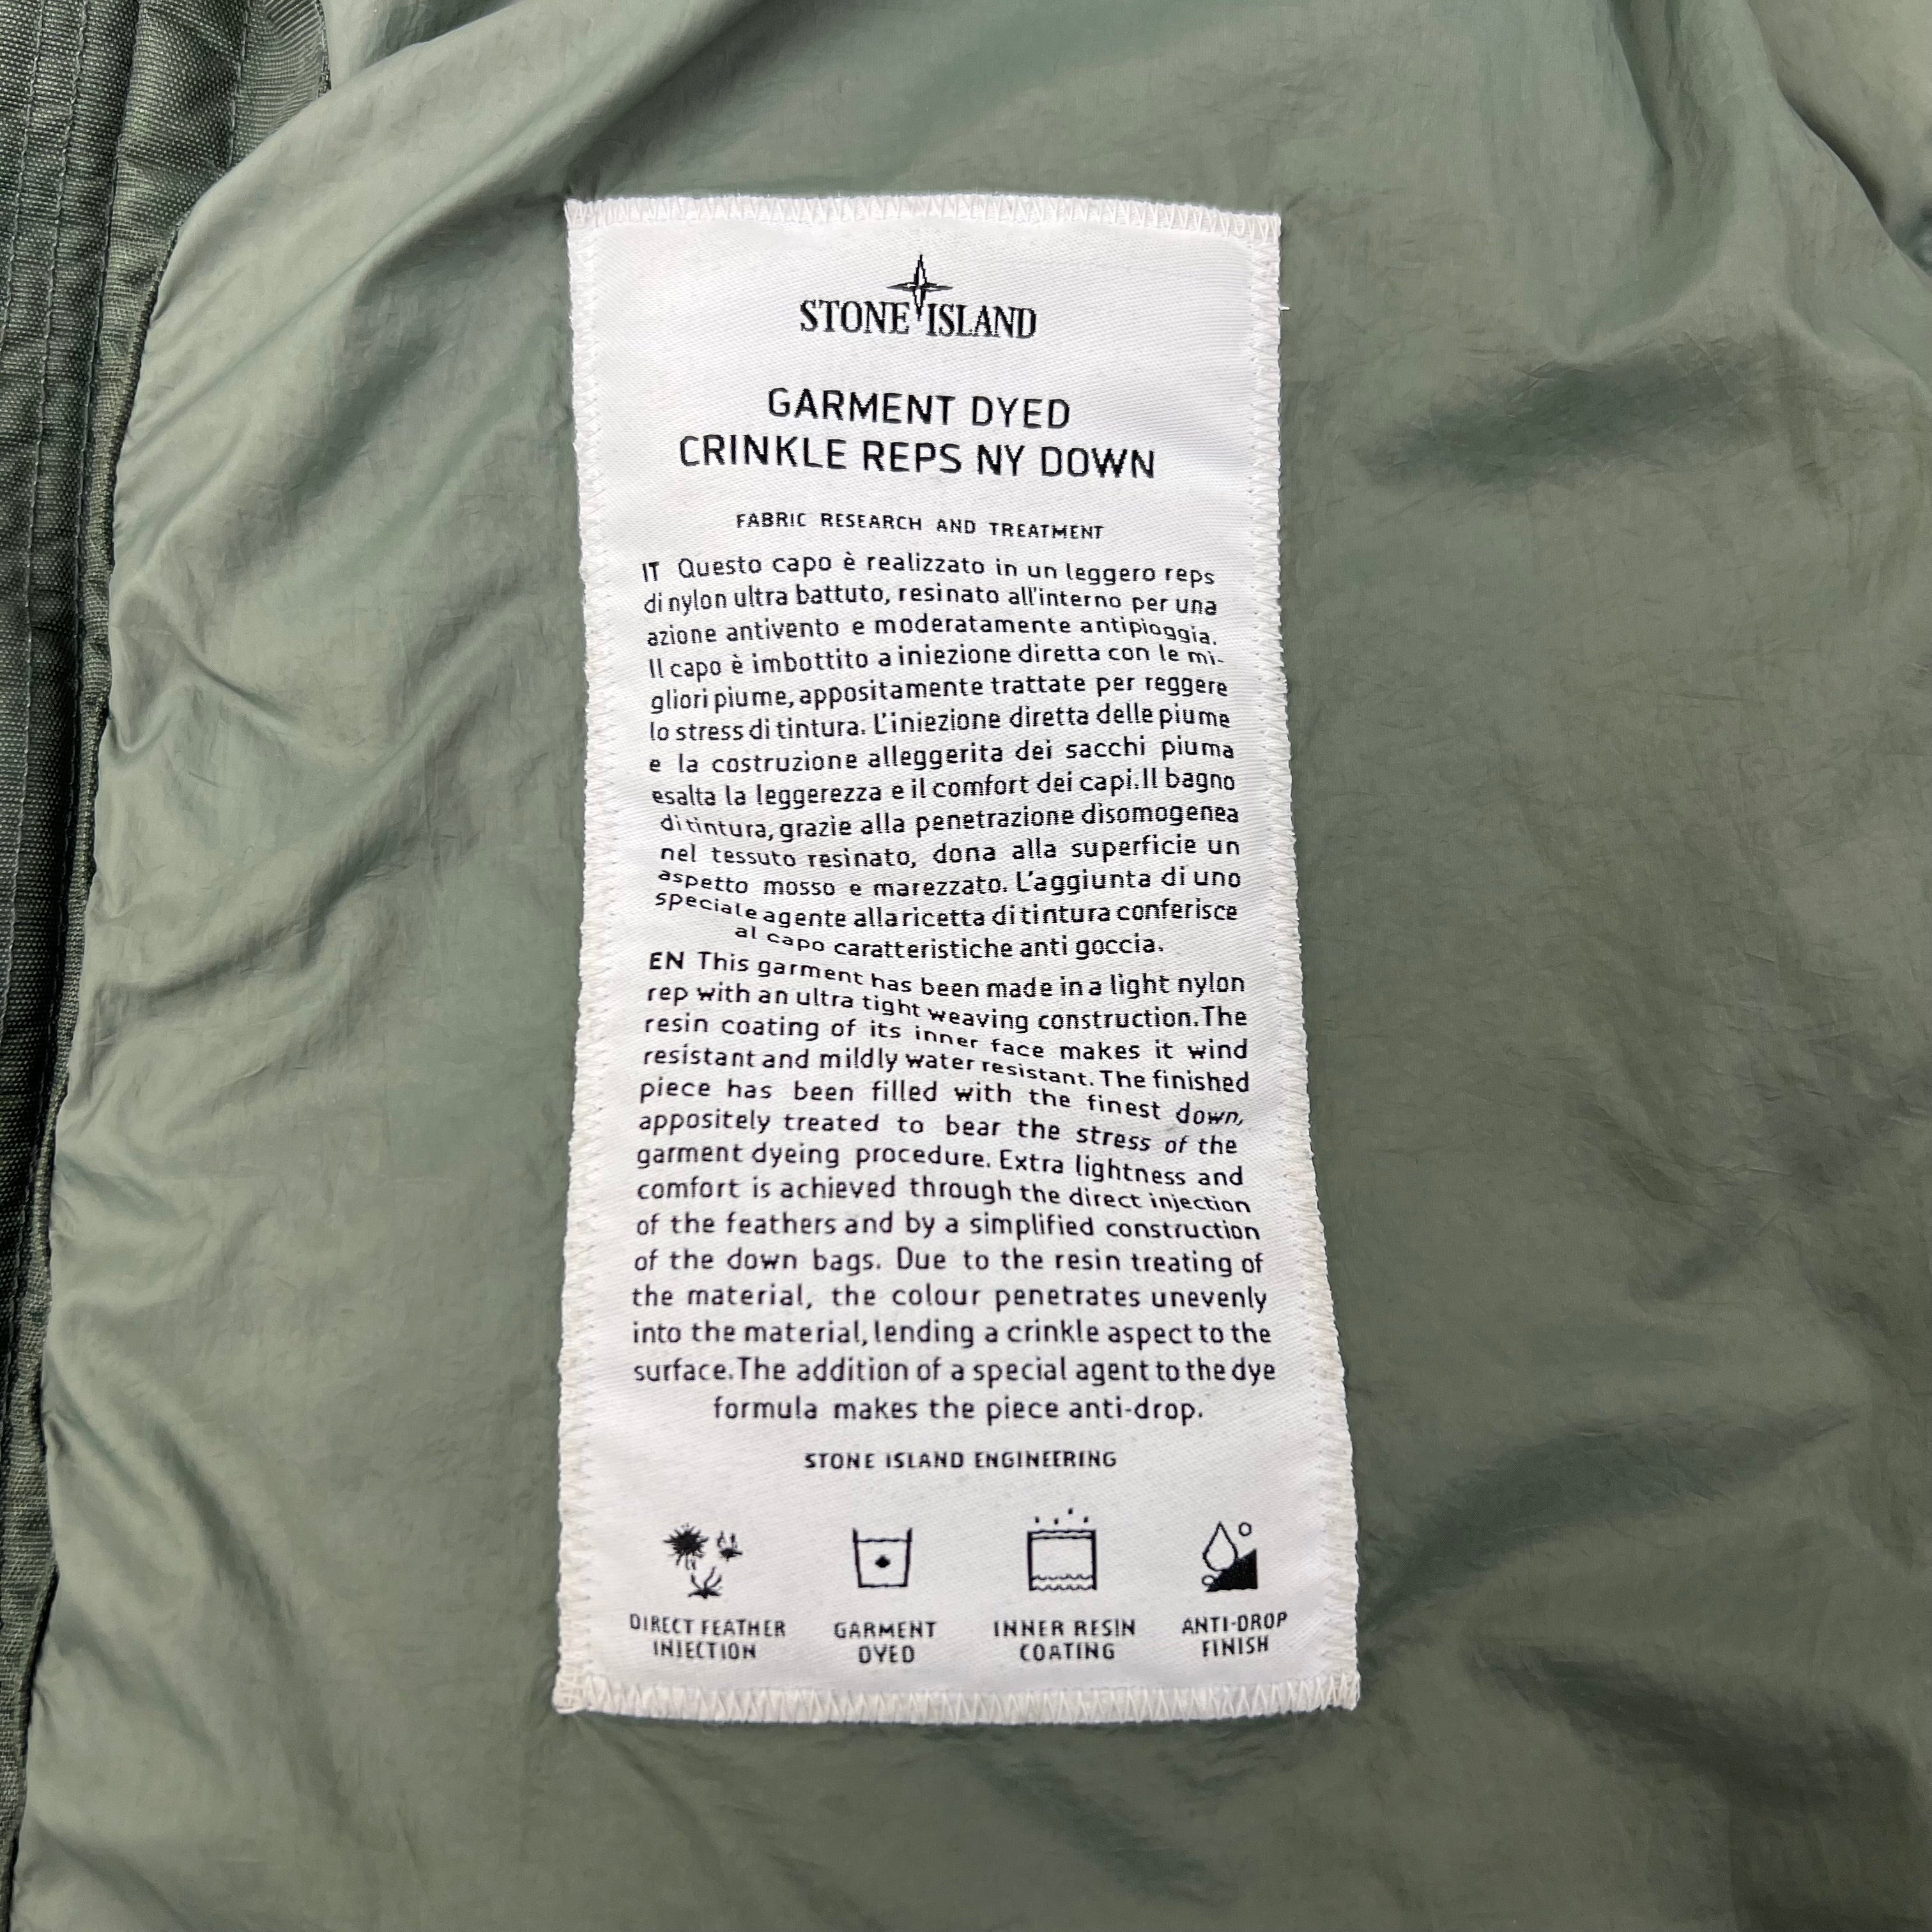 STONE ISLAND
GARMENT DYED
CRINKLE REPS NY DOWN
FABRIC RESEARCH AND TREATMENT
IT Questo capo è realizzato in un leggero reps
di nylon ultra battuto, resinato all'interno per una
azione antivento e moderatamente antipioggia.
Il capo è imbottito a iniezione diretta con le mi-
gliori piume, appositamente trattate per reggere
lo stress di tintura. L'iniezione diretta delle piume
e la costruzione alleggerita dei sacchi piuma
esalta la leggerezza e il comfort dei capi. Il bagno
di tintura, grazie alla penetrazione disomogenea
nel tessuto resinato, dona alla superficie un
aspetto mosso e marezzato. L'aggiunta di uno
speciale agente alla ricetta di tintura conferisce
al capo caratteristiche anti goccia.
EN This garment has been made in a light nylon
rep with an ultra tight weaving construction. The
resin coating of its inner face makes it wind
resistant and mildly water resistant. The finished
piece has been filled with the finest down,
appositely treated to bear the stress of the
garment dyeing procedure. Extra lightness and
comfort is achieved through the direct injection
of the feathers and by a simplified construction
of the down bags. Due to the resin treating of
the material, the colour penetrates unevenly
into the material, lending a crinkle aspect to the
surface. The addition of a special agent to the dye
formula makes the piece anti-drop.
STONE ISLAND ENGINEERING
DIRECT FEATHER
INJECTION
GARMENT
DYED
INNER RESIN
COATING
ANTI-DROP
FINISH